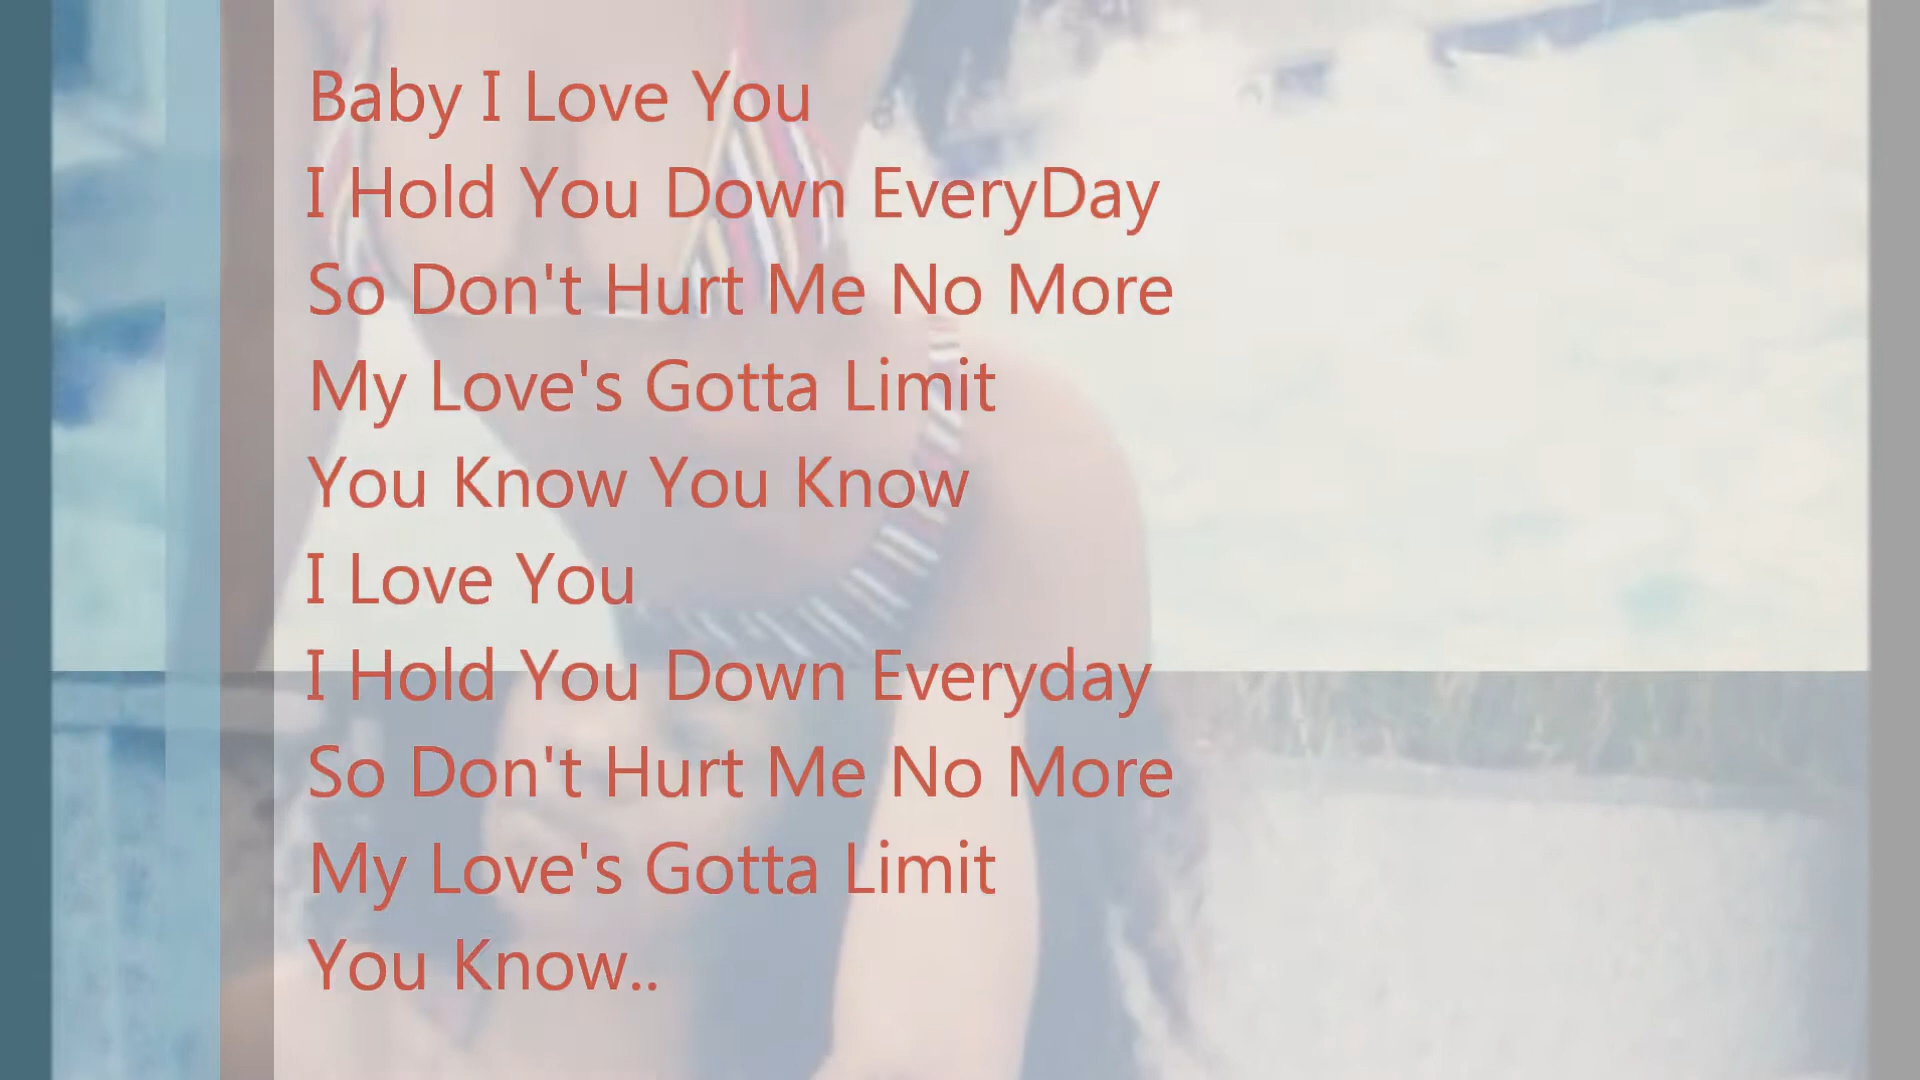 Baby I Love You
I Hold You Down EveryDay
So Don't Hurt Me No More
My Love's Gotta Limit
You Know You Know
I Love You
I Hold You Down Everyday
So Don't Hurt Me No More
My Love's Gotta Limit
You Know..